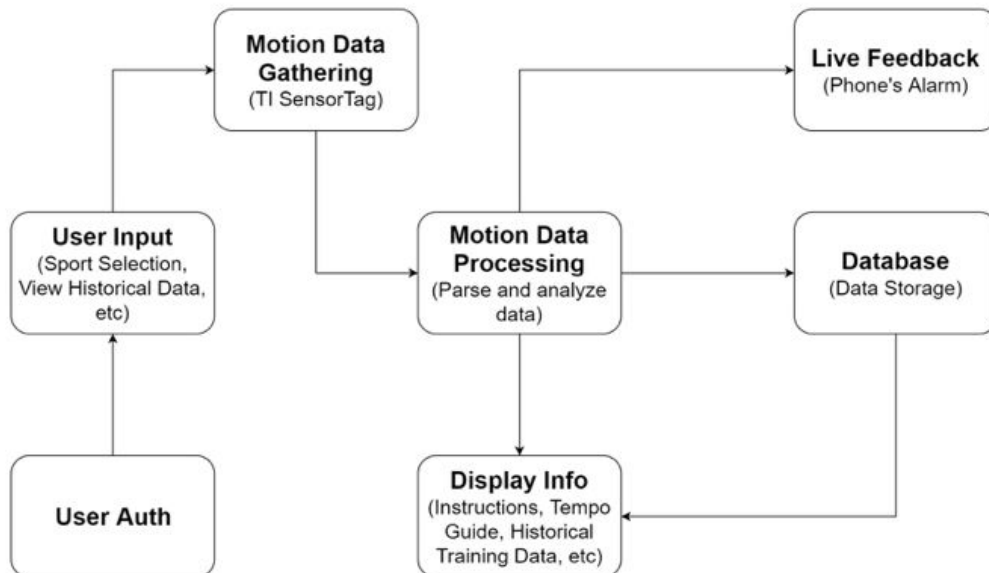 Motion Data
Gathering
(TI SensorTag)
Live Feedback
(Phone's Alarm)
User Input
(Sport Selection,
View Historical Data,
etc)
Motion Data
Processing
(Parse and analyze
data)
Database
(Data Storage)
User Auth
Display Info
(Instructions, Tempo
Guide, Historical
Training Data, etc)